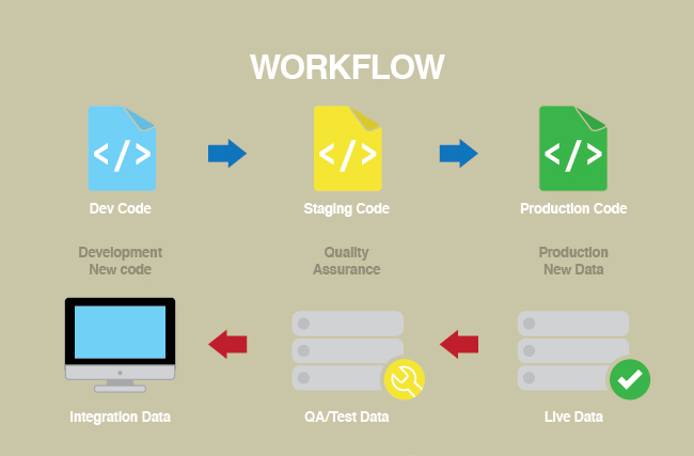 WORKFLOW
</>
</>
</>
Dev Code
Staging Code
Production Code
Development
New code
Quality
Assurance
Production
New Data
Integration Data
QA/Test Data
Live Data